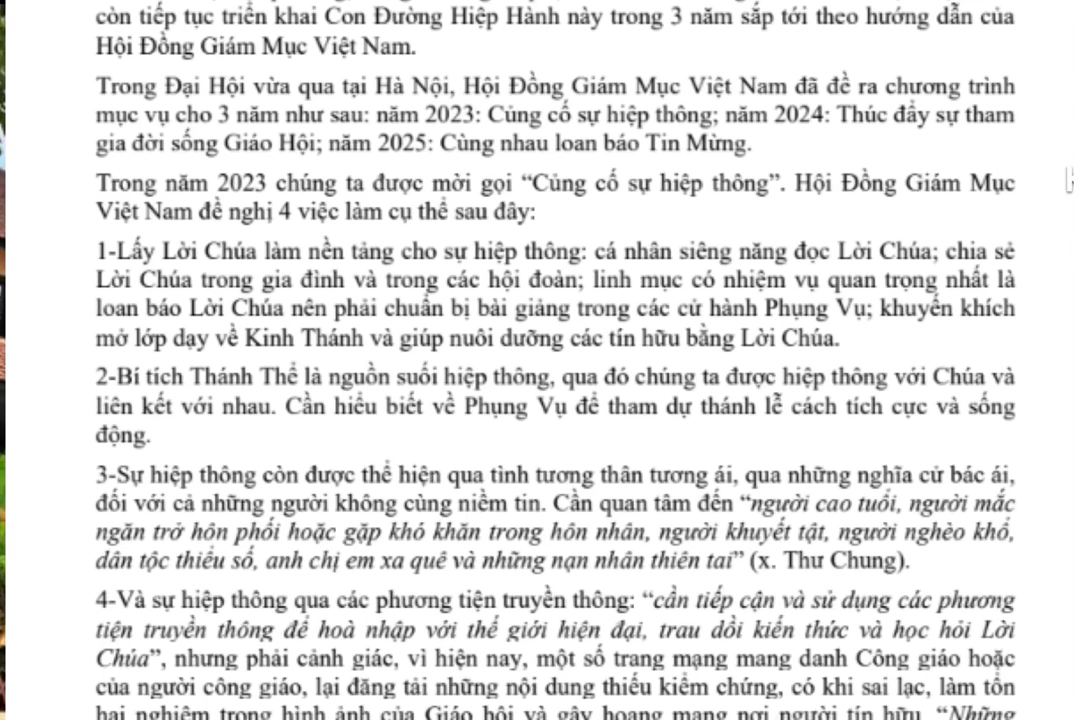 còn tiếp tục triển khai Con Đường Hiệp Hành này trong 3 năm sắp tới theo hướng dẫn của
Hội Đồng Giám Mục Việt Nam.
Trong Đại Hội vừa qua tại Hà Nội, Hội Đồng Giám Mục Việt Nam đã đề ra chương trình
mục vụ cho 3 năm như sau: năm 2023: Củng cố sự hiệp thông; năm 2024: Thúc đẩy sự tham
gia đời sống Giáo Hội; năm 2025: Cùng nhau loan báo Tin Mừng.
Trong năm 2023 chúng ta được mời gọi “Củng cố sự hiệp thông”. Hội Đồng Giám Mục
Việt Nam đề nghị 4 việc làm cụ thể sau đây:
1-Lấy Lời Chúa làm nền tảng cho sự hiệp thông: cá nhân siêng năng đọc Lời Chúa; chia sẻ
Lời Chúa trong gia đình và trong các hội đoàn; linh mục có nhiệm vụ quan trọng nhất là
loan báo Lời Chúa nên phải chuẩn bị bài giảng trong các cử hành Phụng Vụ; khuyến khích
mở lớp dạy về Kinh Thánh và giúp nuôi dưỡng các tín hữu bằng Lời Chúa.
2-Bí tích Thánh Thể là nguồn suối hiệp thông, qua đó chúng ta được hiệp thông với Chúa và
liên kết với nhau. Cần hiểu biết về Phụng Vụ để tham dự thánh lễ cách tích cực và sống
động.
3-Sự hiệp thông còn được thể hiện qua tình tương thân tương ái, qua những nghĩa cử bác ái,
đối với cả những người không cùng niềm tin. Cần quan tâm đến “người cao tuổi, người mắc
ngăn trở hôn phối hoặc gặp khó khăn trong hôn nhân, người khuyết tật, người nghèo khổ,
dân tộc thiểu số, anh chị em xa quê và những nạn nhân thiên tai” (x. Thư Chung).
4-Và sự hiệp thông qua các phương tiện truyền thông: “cần tiếp cận và sử dụng các phương
tiện truyền thông để hoà nhập với thế giới hiện đại, trau dồi kiến thức và học hỏi Lời
Chúa”, nhưng phải cảnh giác, vì hiện nay, một số trang mạng mang danh Công giáo hoặc
của người công giáo, lại đăng tải những nội dung thiếu kiểm chứng, có khi sai lạc, làm tổn
hại nghiêm trọng hình ảnh của Giáo hội và gây hoang mang nơi người tín hữu. “Những